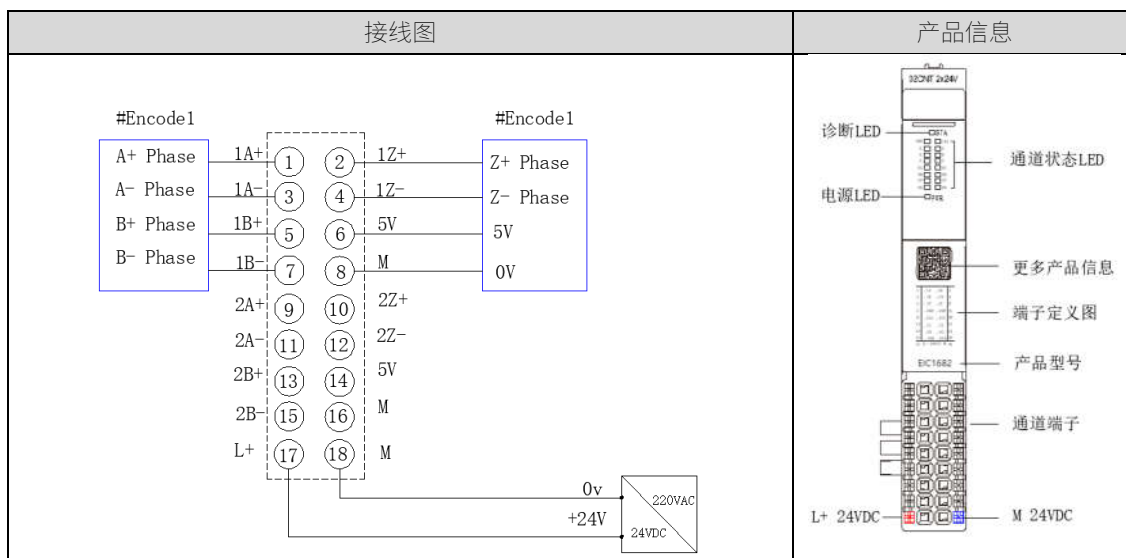 接线图
产品信息
#Encode1
#Encode1
A+ Phase
1A+
1
2
1Z+
Z+ Phase
A- Phase
1A-
3
4
1Z-
Z- Phase
B+ Phase
1B+
5
6
5V
5V
B- Phase
1B-
7
8
M
0V
2A+
9
10
2Z+
2A-
11
12
2Z-
2B+
13
14
5V
2B-
15
16
M
L+
17
18
M
0v
+24V
220VAC
24VDC
02CNT 2x24V
诊断LED
STA
通道状态LED
电源LED
PWR
更多产品信息
端子定义图
EIC1682
产品型号
通道端子
L+ 24VDC
M 24VDC